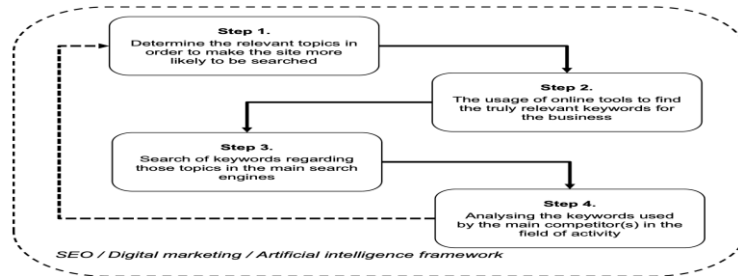 Step 1.
Determine the relevant topics in
order to make the site more
likely to be searched
Step 2.
The usage of online tools to find
the truly relevant keywords for
the business
Step 3.
Search of keywords regarding
those topics in the main search
engines
Step 4.
Analysing the keywords used
by the main competitor(s) in the
field of activity
SEO / Digital marketing / Artificial intelligence framework